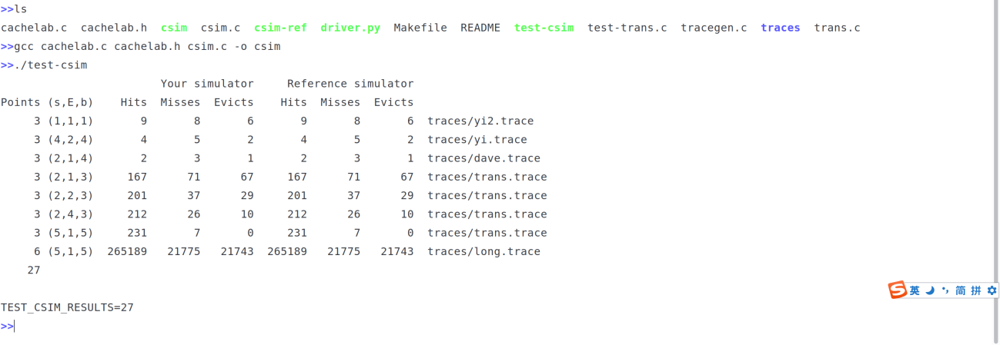 >>ls
cachelab.c  cachelab.h  csim  csim.c  csim-ref  driver.py  Makefile  README  test-csim  test-trans.c  tracegen.c  traces  trans.c
>>gcc cachelab.c cachelab.h csim.c -o csim
>>./test-csim
                        Your simulator     Reference simulator
Points (s,E,b)    Hits  Misses  Evicts    Hits  Misses  Evicts
     3 (1,1,1)       9       8       6       9       8       6  traces/yi2.trace
     3 (4,2,4)       4       5       2       4       5       2  traces/yi.trace
     3 (2,1,4)       2       3       1       2       3       1  traces/dave.trace
     3 (2,1,3)     167      71      67     167      71      67  traces/trans.trace
     3 (2,2,3)     201      37      29     201      37      29  traces/trans.trace
     3 (2,4,3)     212      26      10     212      26      10  traces/trans.trace
     3 (5,1,5)     231       7       0     231       7       0  traces/trans.trace
     6 (5,1,5)  265189   21775   21743  265189   21775   21743  traces/long.trace
    27
S 英 简 拼
TEST_CSIM_RESULTS=27
>>